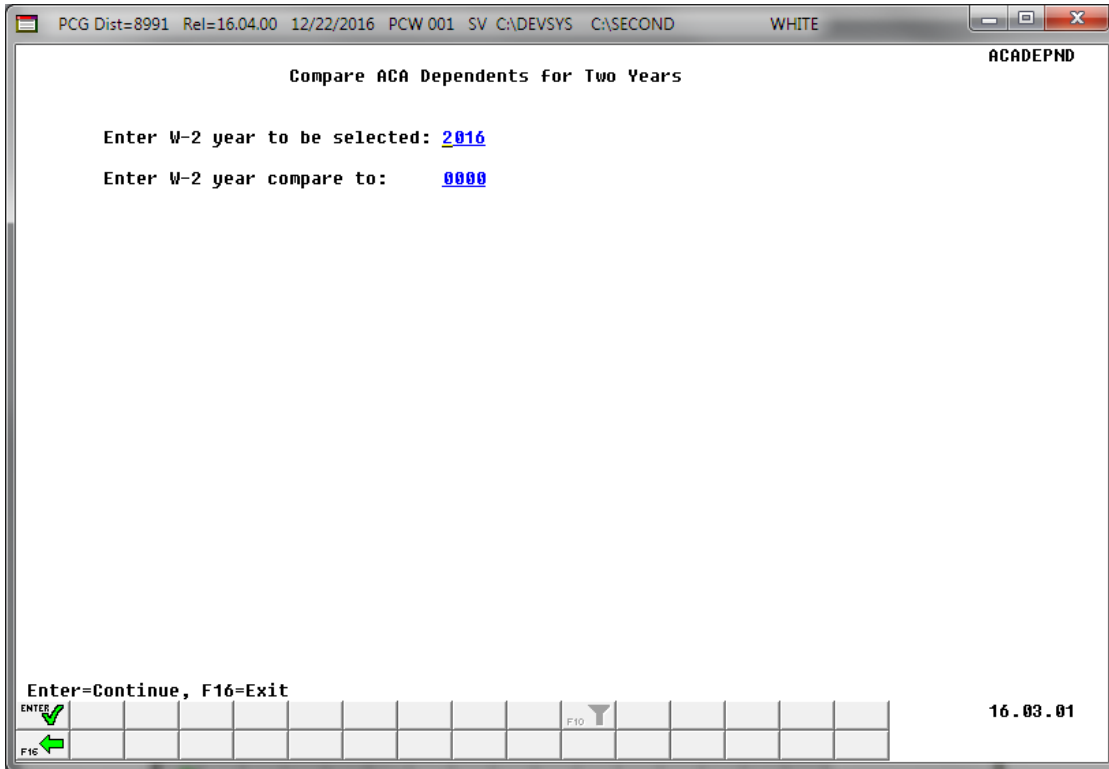 PCG Dist=8991 Rel=16.04.00 12/22/2016 PCW 001 SV C:\DEVSYS C:\SECOND WHITE
ACADEPND
Compare ACA Dependents for Two Years
Enter W-2 year to be selected: 2016
Enter W-2 year compare to: 0000
Enter=Continue, F16=Exit
ENTER
F10
16.03.01
F16